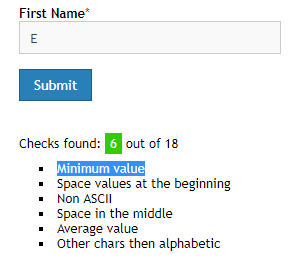 First Name*
E
Submit
Checks found: 6 out of 18
Minimum value
Space values at the beginning
Non ASCII
Space in the middle
Average value
Other chars then alphabetic